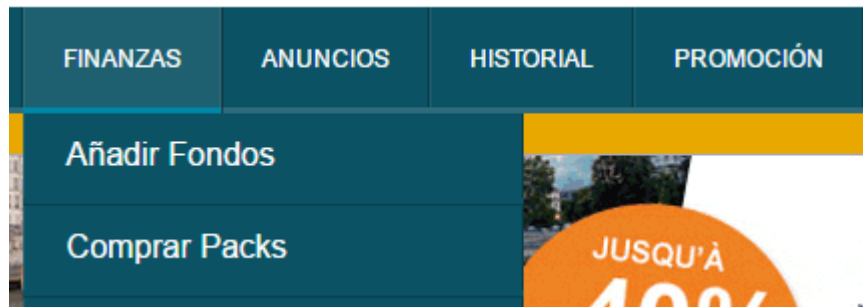 FINANZAS ANUNCIOS HISTORIAL PROMOCIÓN
Añadir Fondos
Comprar Packs
JUSQU'À